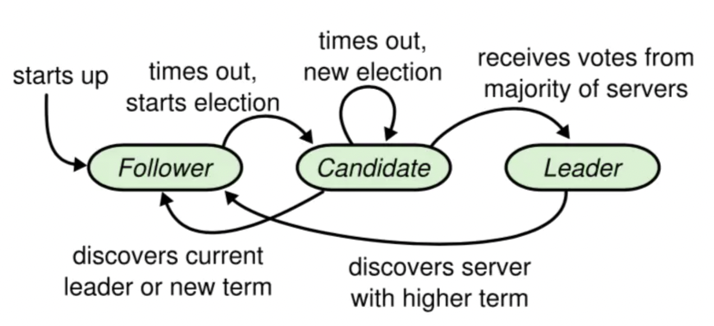 starts up
times out,
starts election
times out,
new election
receives votes from
majority of servers
Follower
Candidate
Leader
discovers current
leader or new term
discovers server
with higher term